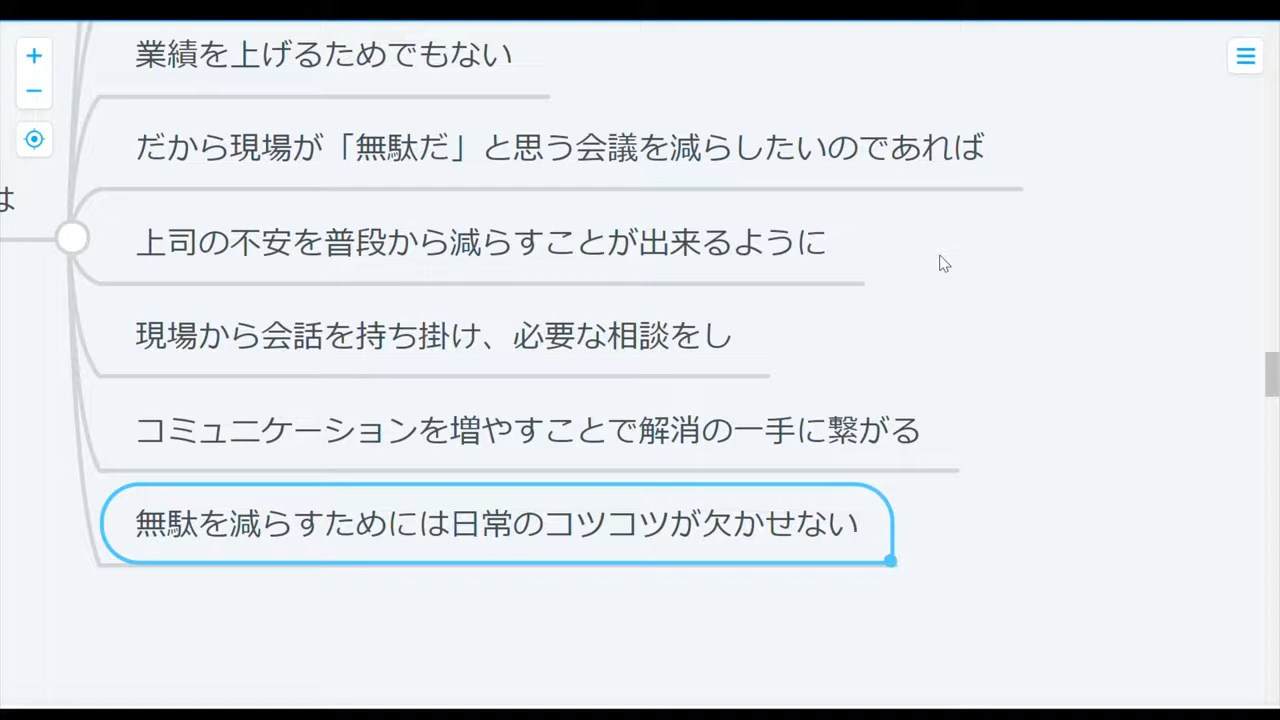 業績を上げるためでもない
だから現場が「無駄だ」と思う会議を減らしたいのであれば
は
上司の不安を普段から減らすことが出来るように
現場から会話を持ち掛け、必要な相談をし
コミュニケーションを増やすことで解消の一手に繋がる
無駄を減らすためには日常のコツコツが欠かせない